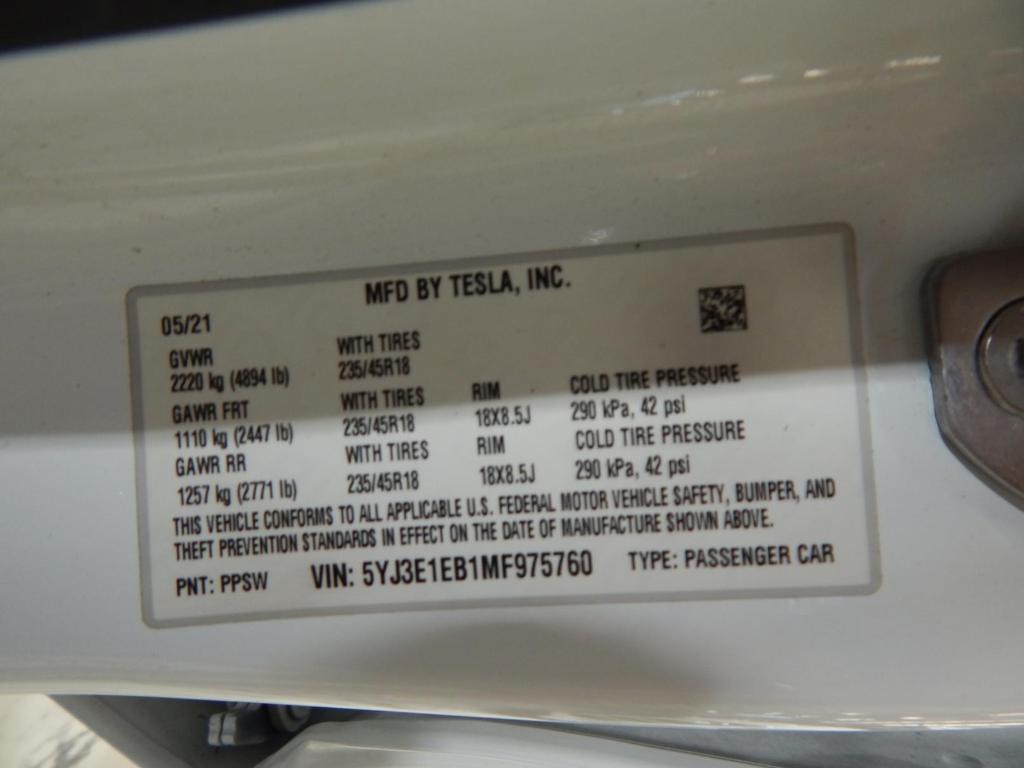 MFD BY TESLA, INC.
05/21
GVWR WITH TIRES
2220 kg (4894 lb) 235/45R18
GAWR FRT WITH TIRES RIM COLD TIRE PRESSURE
1110 kg (2447 lb) 235/45R18 18X8.5J 290 kPa, 42 psi
GAWR RR WITH TIRES RIM COLD TIRE PRESSURE
1257 kg (2771 lb) 235/45R18 18X8.5J 290 kPa, 42 psi
THIS VEHICLE CONFORMS TO ALL APPLICABLE U.S. FEDERAL MOTOR VEHICLE SAFETY, BUMPER, AND
THEFT PREVENTION STANDARDS IN EFFECT ON THE DATE OF MANUFACTURE SHOWN ABOVE.
PNT: PPSW VIN: 5YJ3E1EB1MF975760 TYPE: PASSENGER CAR